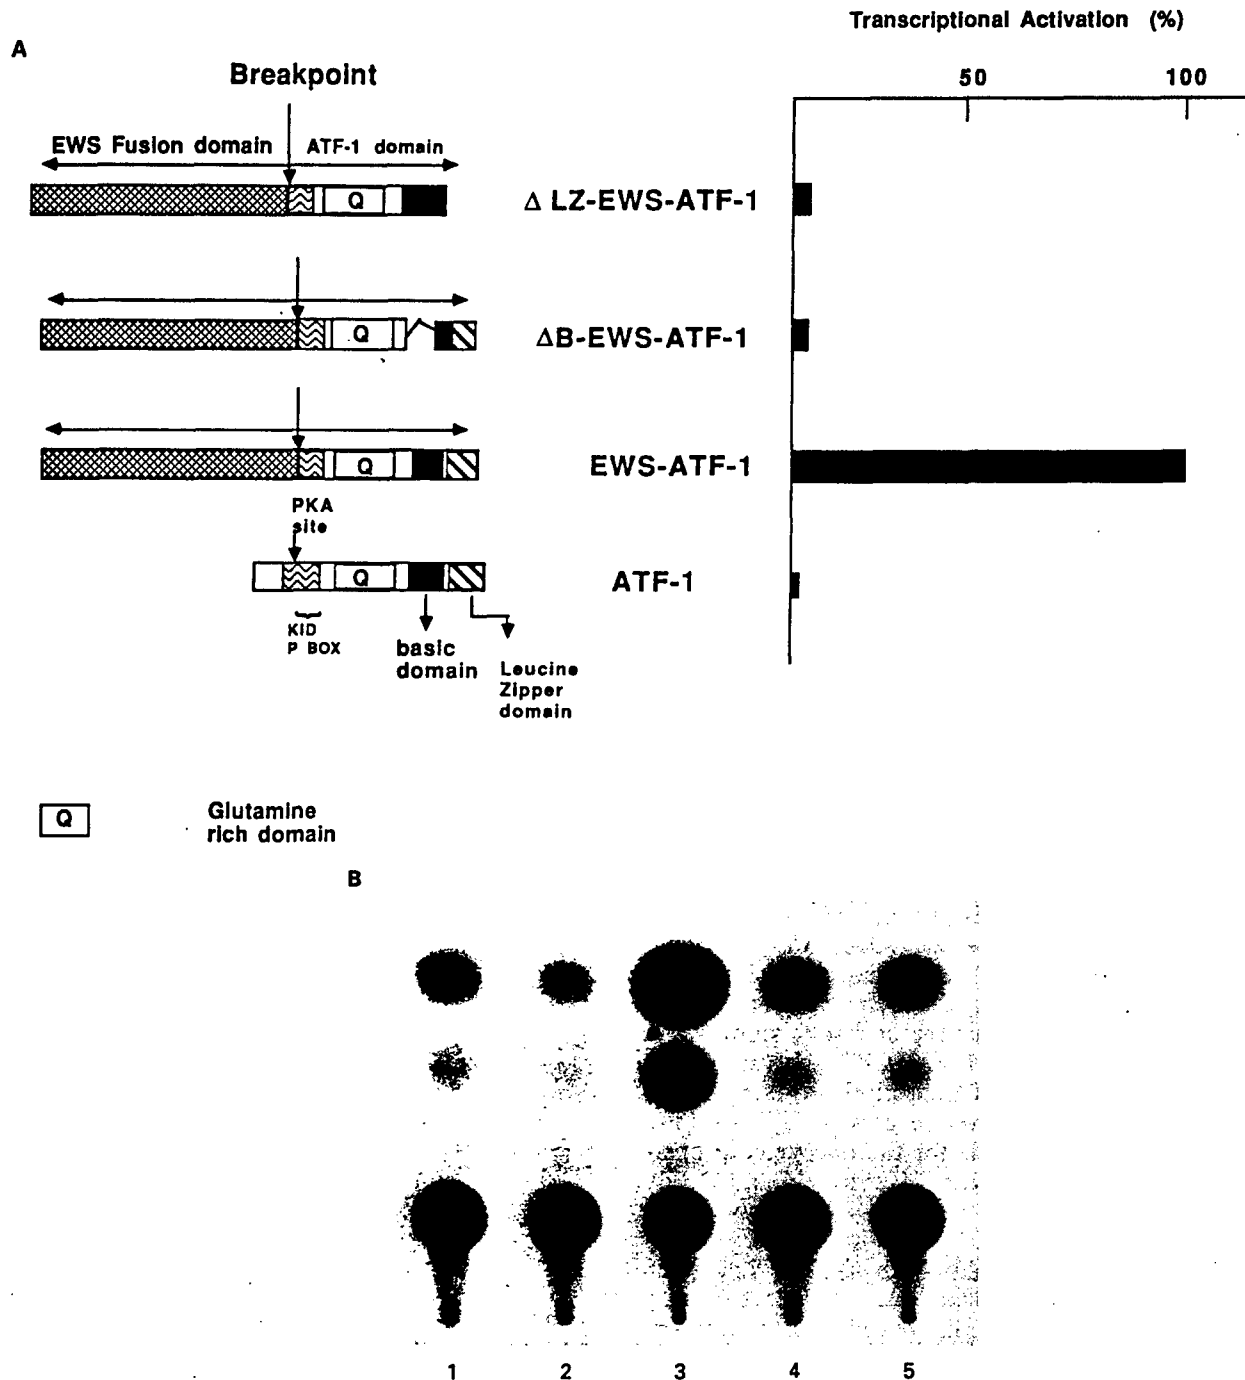 Transcriptional Activation (%)
A
Breakpoint
50 100
EWS Fusion domain ATF-1 domain
Q
Δ LZ-EWS-ATF-1
Q
ΔB-EWS-ATF-1
Q
EWS-ATF-1
PKA
site
Q
ATF-1
KID
P BOX
basic
domain
Leucine
Zipper
domain
Q
Glutamine
rich domain
B
1 2 3 4 5